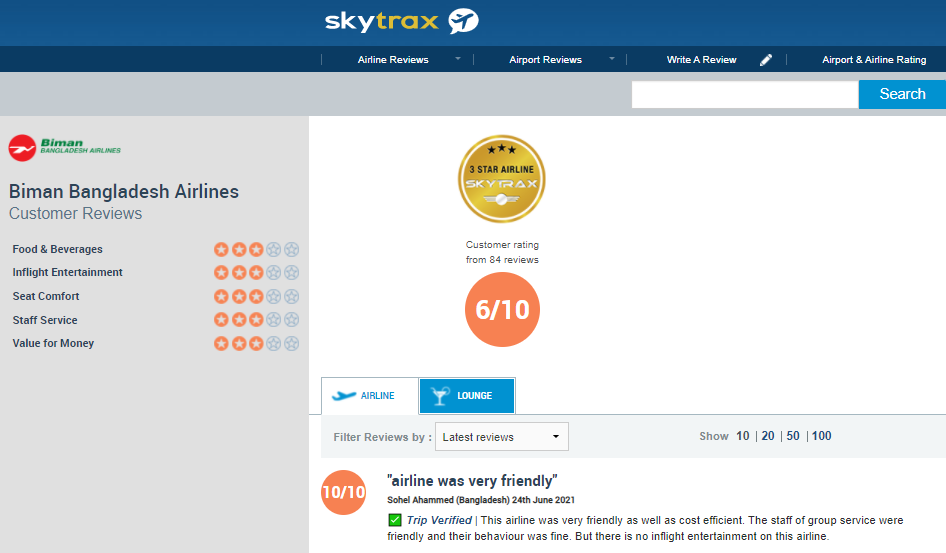 skytrax
Airline Reviews
Airport Reviews
Write A Review
Airport & Airline Rating
Search
Biman
BANGLADESH AIRLINES
Biman Bangladesh Airlines
Customer Reviews
Food & Beverages
Inflight Entertainment
Seat Comfort
Staff Service
Value for Money
3 STAR AIRLINE
SKYTRAX
Customer rating
from 84 reviews
6/10
AIRLINE
LOUNGE
Filter Reviews by : Latest reviews
Show 10 | 20 | 50 | 100
10/10
"airline was very friendly"
Sohel Ahammed (Bangladesh) 24th June 2021
Trip Verified | This airline was very friendly as well as cost efficient. The staff of group service were
friendly and their behaviour was fine. But there is no inflight entertainment on this airline.